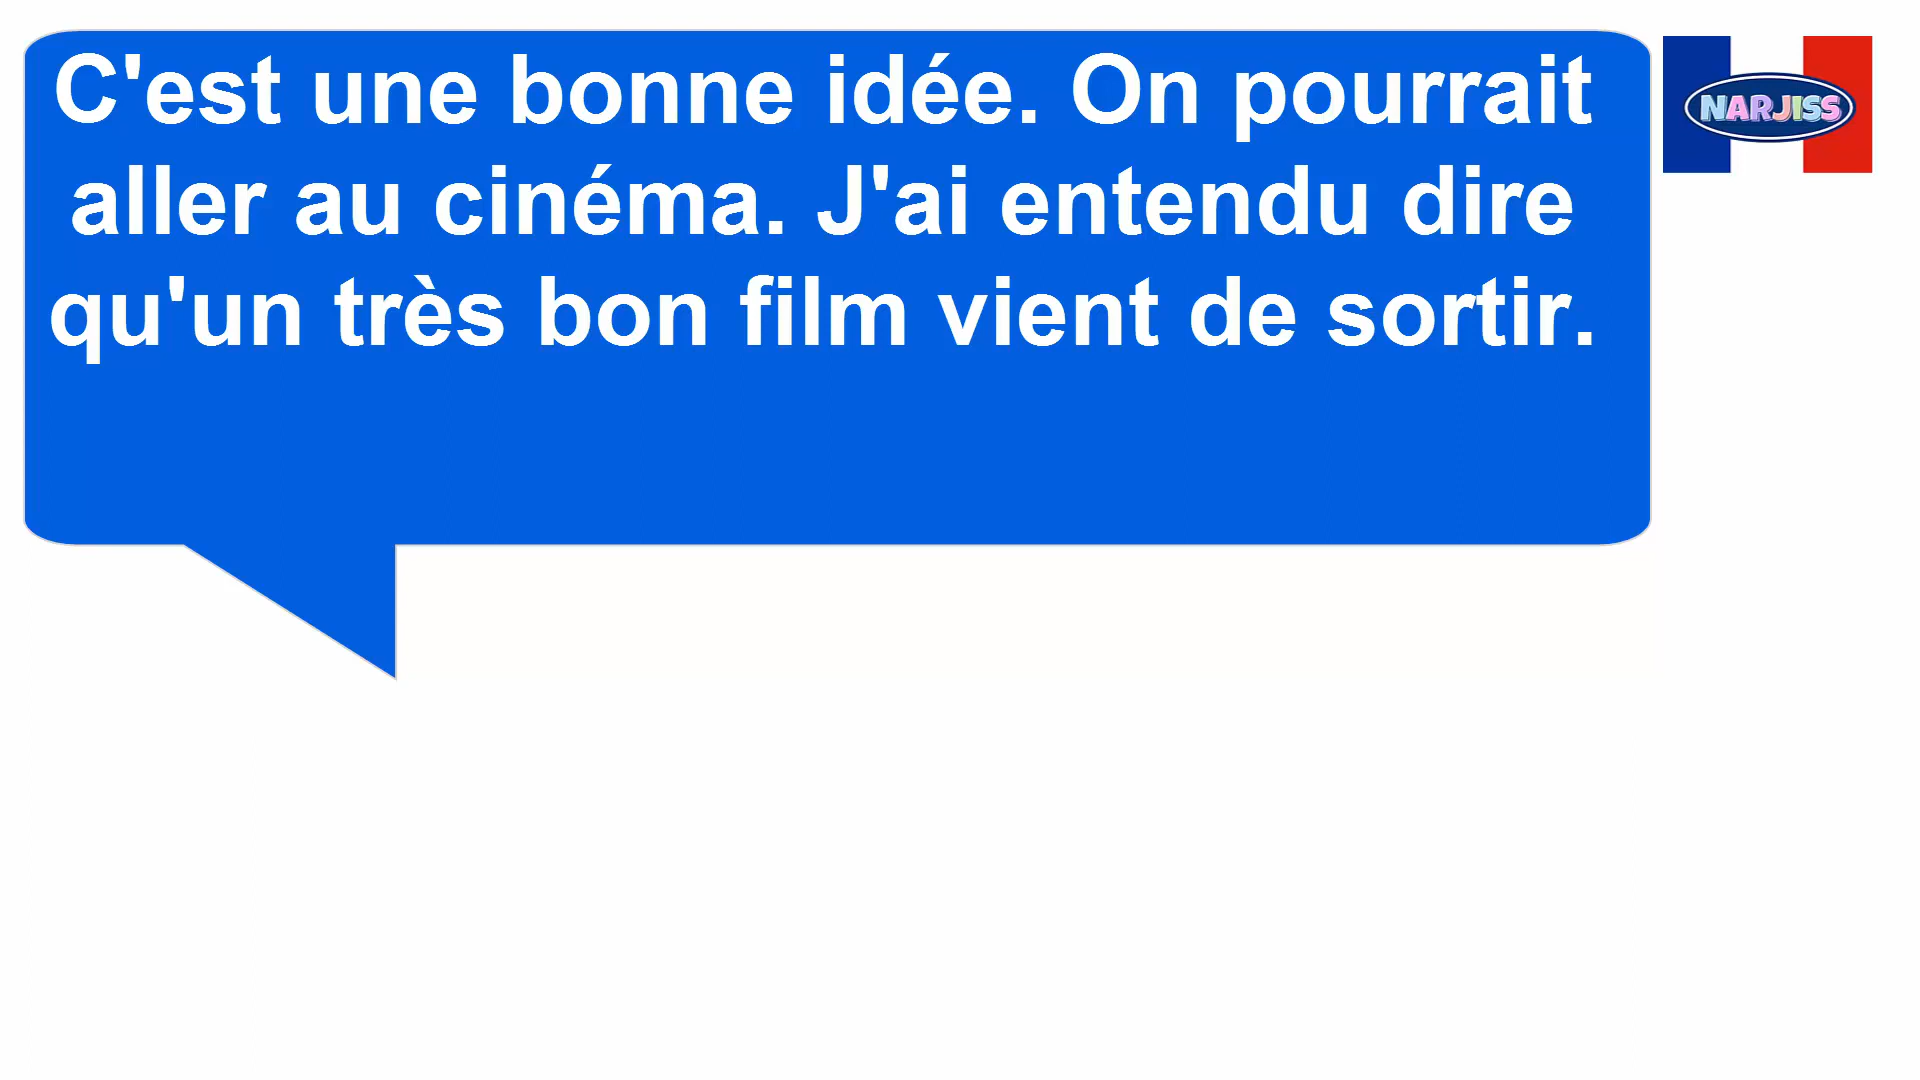 C'est une bonne idée. On pourrait
aller au cinéma. J'ai entendu dire
qu'un très bon film vient de sortir.
NARJISS